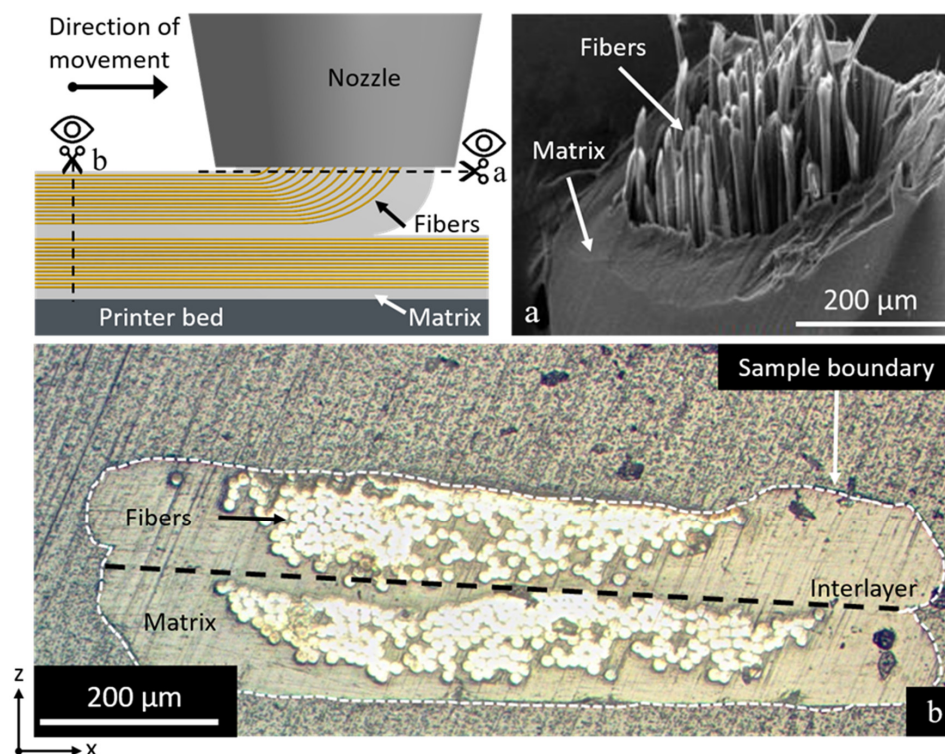 Direction of
movement
Nozzle
b
a
Fibers
Matrix
Printer bed
Fibers
Matrix
a
200 μm
Sample boundary
Fibers
Interlayer
Matrix
200 μm
b
z
x